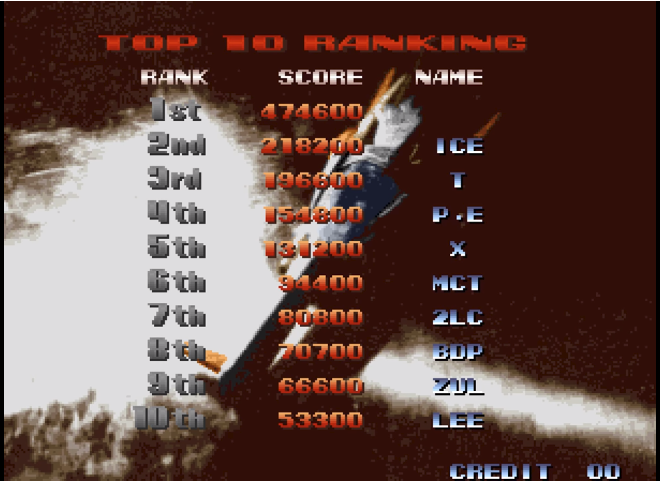 TOP 10 RANKING
RANK SCORE NAME
1st 474600
2nd 218200 ICE
3rd 196600 T
4th 154800 P.E
5th 131200 X
6th 94400 MCT
7th 80800 2LC
8th 70700 BDP
9th 66600 ZUL
10th 53300 LEE
CREDIT 00